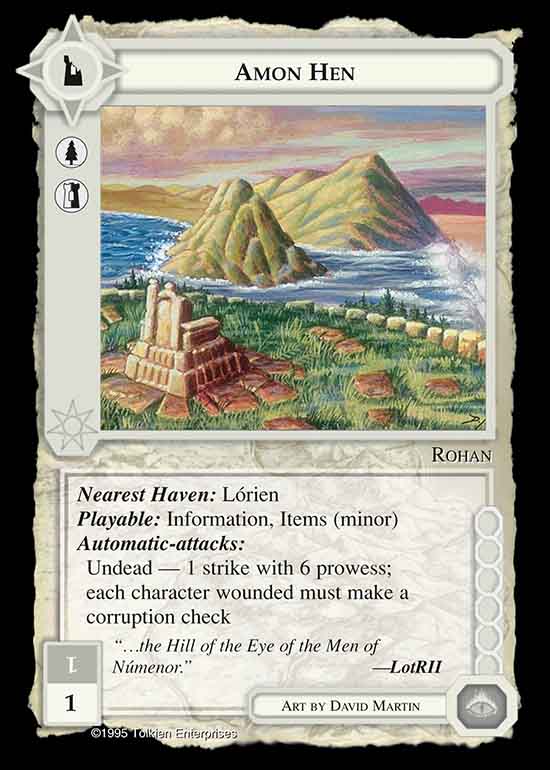 AMON HEN
ROHAN
Nearest Haven: Lórien
Playable: Information, Items (minor)
Automatic-attacks:
Undead — 1 strike with 6 prowess;
each character wounded must make a
corruption check
“…the Hill of the Eye of the Men of
Númenor.” —LotRII
1
1
ART BY DAVID MARTIN
©1995 Tolkien Enterprises